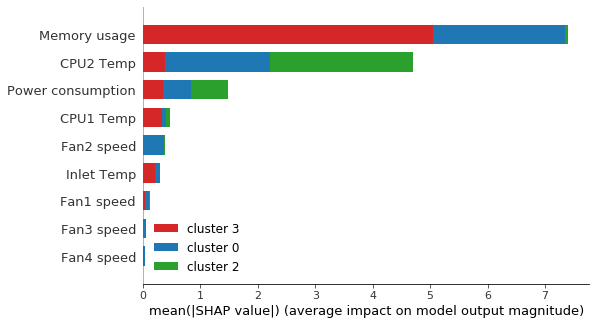 Memory usage
CPU2 Temp
Power consumption
CPU1 Temp
Fan2 speed
Inlet Temp
Fan1 speed
Fan3 speed
Fan4 speed
cluster 3
cluster 0
cluster 2
0 1 2 3 4 5 6 7
mean(|SHAP value|) (average impact on model output magnitude)